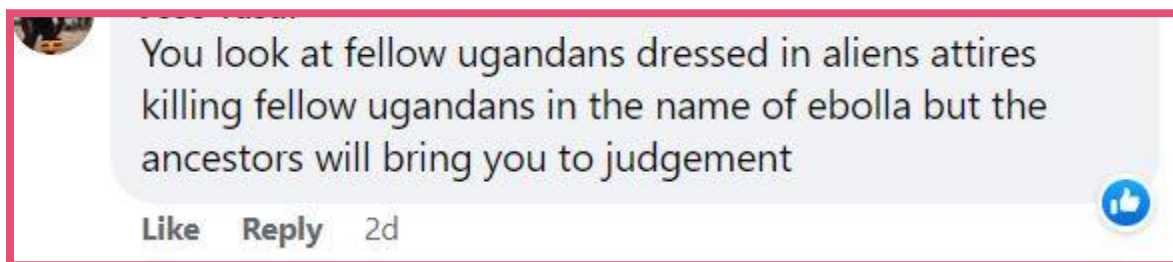 You look at fellow ugandans dressed in aliens attires
killing fellow ugandans in the name of ebolla but the
ancestors will bring you to judgement
Like Reply 2d